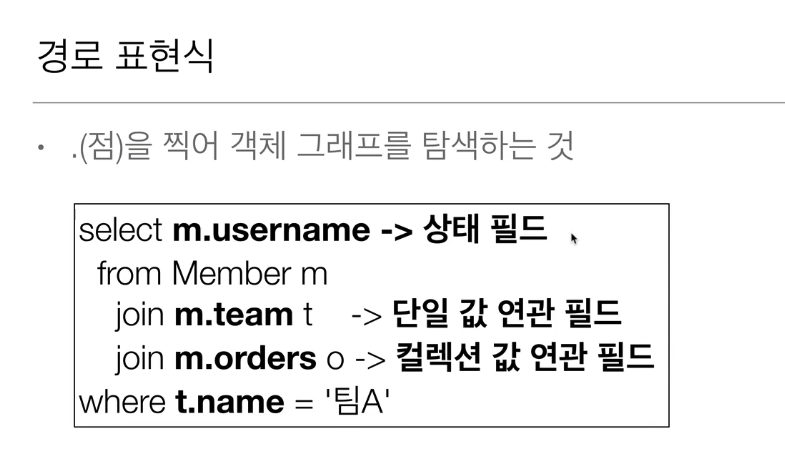 경로 표현식
• .(점)을 찍어 객체 그래프를 탐색하는 것
select m.username -> 상태 필드
from Member m
join m.team t -> 단일 값 연관 필드
join m.orders o -> 컬렉션 값 연관 필드
where t.name = '팀A'